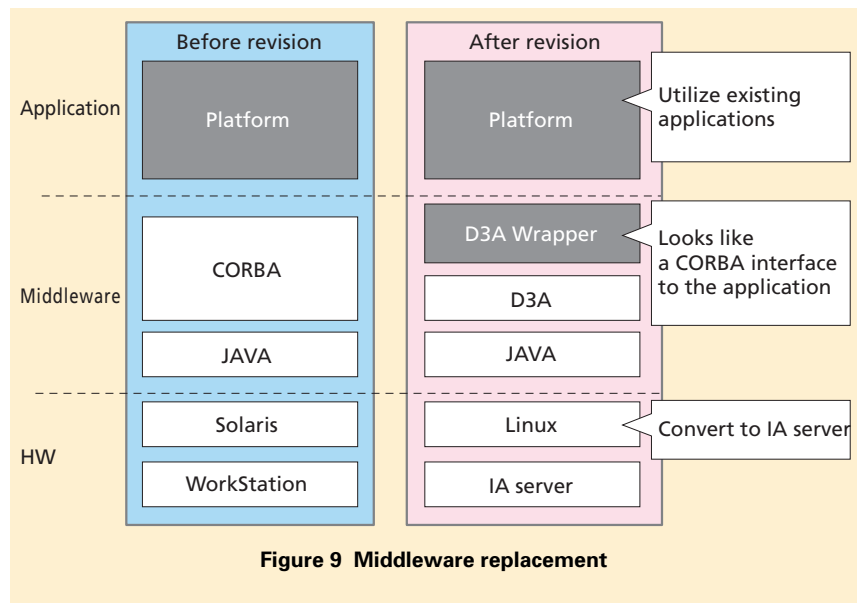 Before revision
After revision
Application
Platform
Platform
Utilize existing
applications
Middleware
CORBA
D3A Wrapper
Looks like
a CORBA interface
to the application
D3A
JAVA
JAVA
HW
Solaris
Linux
Convert to IA server
WorkStation
IA server
Figure 9 Middleware replacement